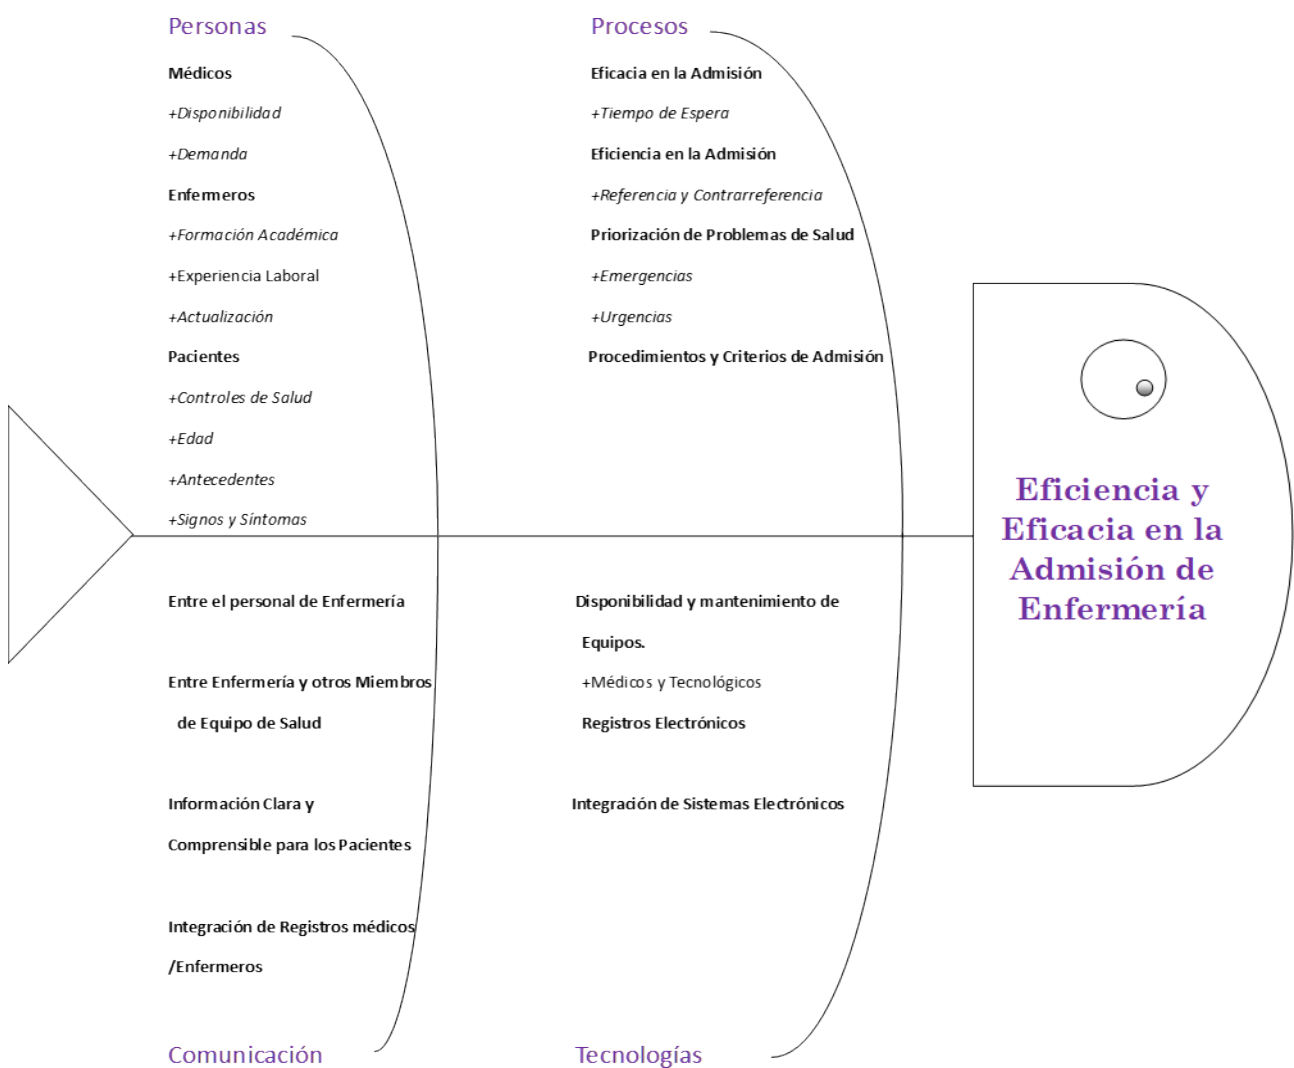 Personas
Médicos
+Disponibilidad
+Demanda
Enfermeros
+Formación Académica
+Experiencia Laboral
+Actualización
Pacientes
+Controles de Salud
+Edad
+Antecedentes
+Signos y Síntomas
Procesos
Eficacia en la Admisión
+Tiempo de Espera
Eficiencia en la Admisión
+Referencia y Contrarreferencia
Priorización de Problemas de Salud
+Emergencias
+Urgencias
Procedimientos y Criterios de Admisión
Eficiencia y
Eficacia en la
Admisión de
Enfermería
Entre el personal de Enfermería
Entre Enfermería y otros Miembros
de Equipo de Salud
Información Clara y
Comprensible para los Pacientes
Integración de Registros médicos
/Enfermeros
Comunicación
Disponibilidad y mantenimiento de
Equipos.
+Médicos y Tecnológicos
Registros Electrónicos
Integración de Sistemas Electrónicos
Tecnologías